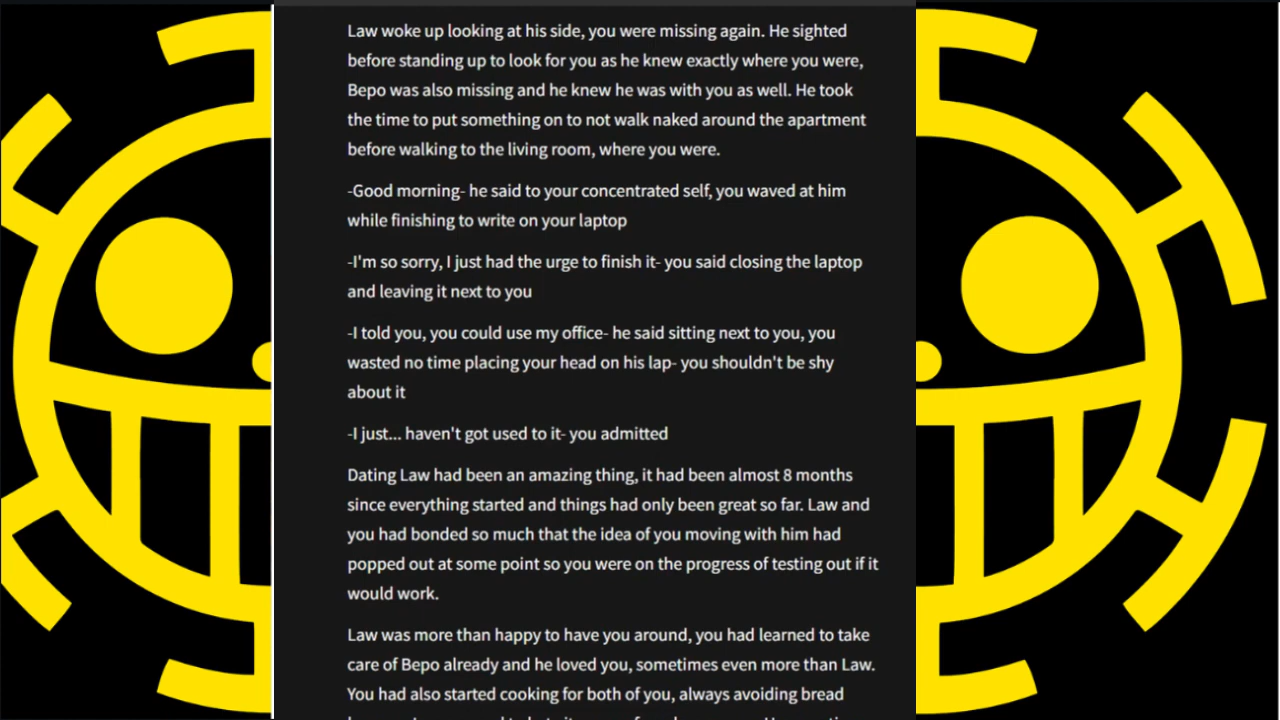 Law woke up looking at his side, you were missing again. He sighted
before standing up to look for you as he knew exactly where you were,
Bepo was also missing and he knew he was with you as well. He took
the time to put something on to not walk naked around the apartment
before walking to the living room, where you were.
-Good morning- he said to your concentrated self, you waved at him
while finishing to write on your laptop
-I'm so sorry, I just had the urge to finish it- you said closing the laptop
and leaving it next to you
-I told you, you could use my office- he said sitting next to you, you
wasted no time placing your head on his lap- you shouldn't be shy
about it
-I just... haven't got used to it- you admitted
Dating Law had been an amazing thing, it had been almost 8 months
since everything started and things had only been great so far. Law and
you had bonded so much that the idea of you moving with him had
popped out at some point so you were on the progress of testing out if it
would work.
Law was more than happy to have you around, you had learned to take
care of Bepo already and he loved you, sometimes even more than Law.
You had also started cooking for both of you, always avoiding bread